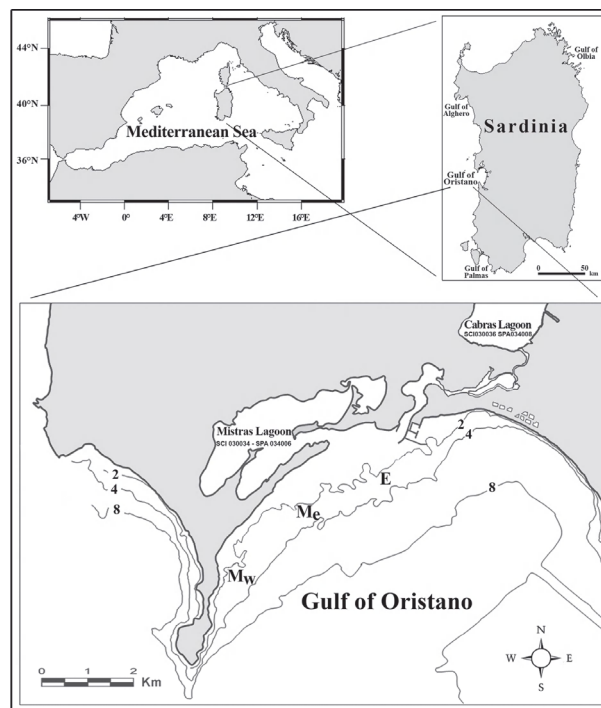 44°N
40°N
36°N
Mediterranean Sea
4°W
0°
4°E
8°E
12°E
16°E
Gulf of
Olbia
Gulf of
Alghero
Sardinia
Gulf of
Oristano
Gulf of
Palmas
0
50
km
Cabras Lagoon
SCI030036 SPA034008
Mistras Lagoon
SCI 030034 - SPA 034006
2
4
8
2
4
8
E
Me
Mw
Gulf of Oristano
0 1 2
Km
N
W E
S